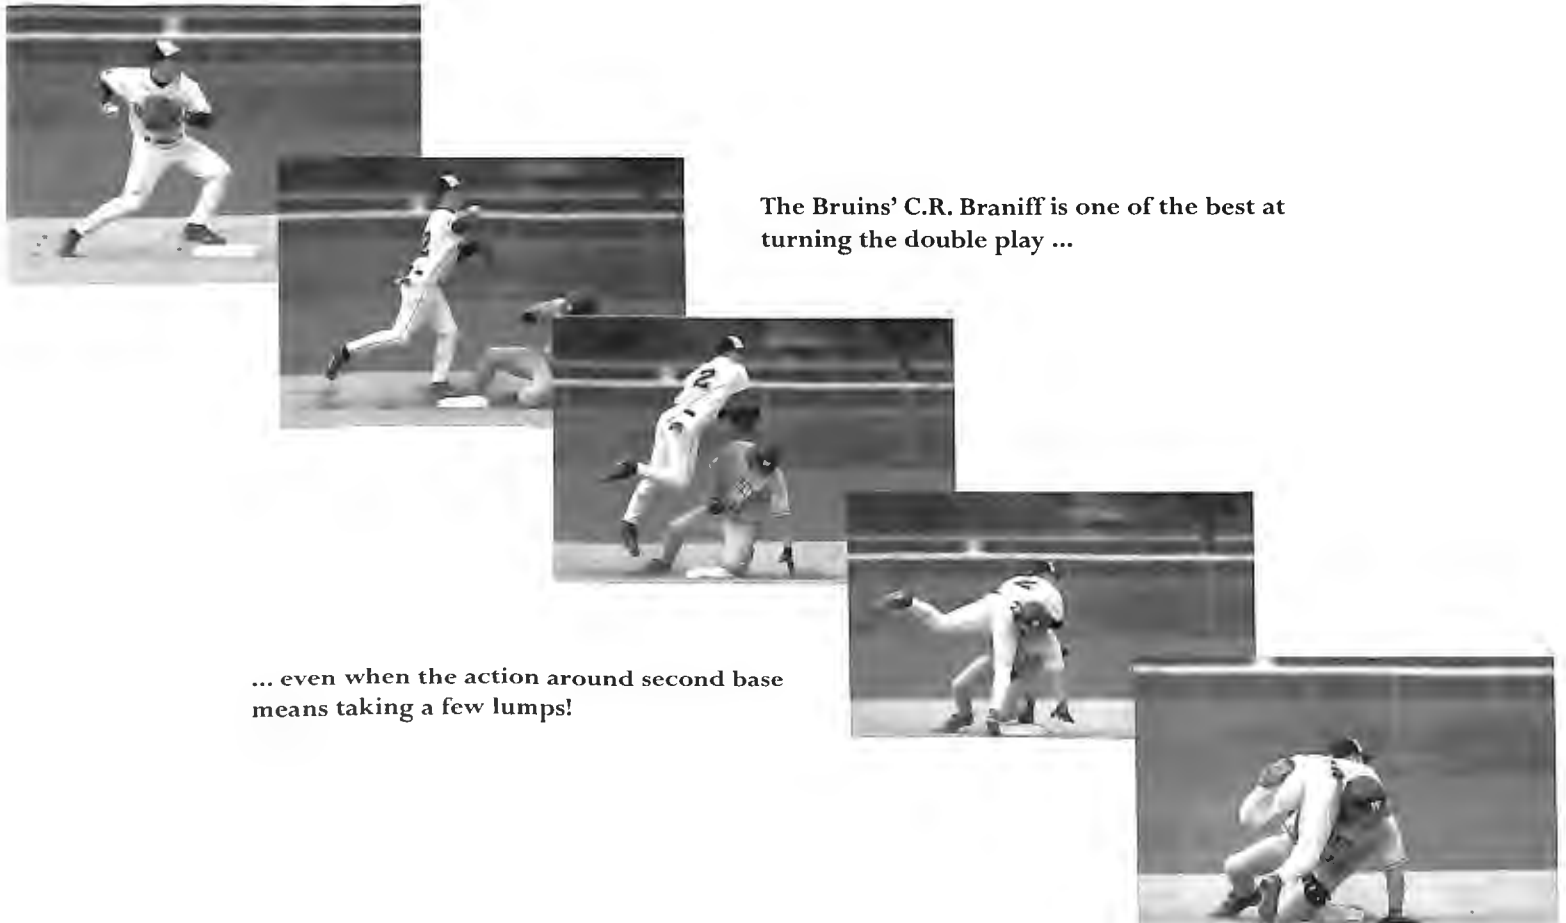 The Bruins' C.R. Braniff is one of the best at
turning the double play ...
2
... even when the action around second base
means taking a few lumps!